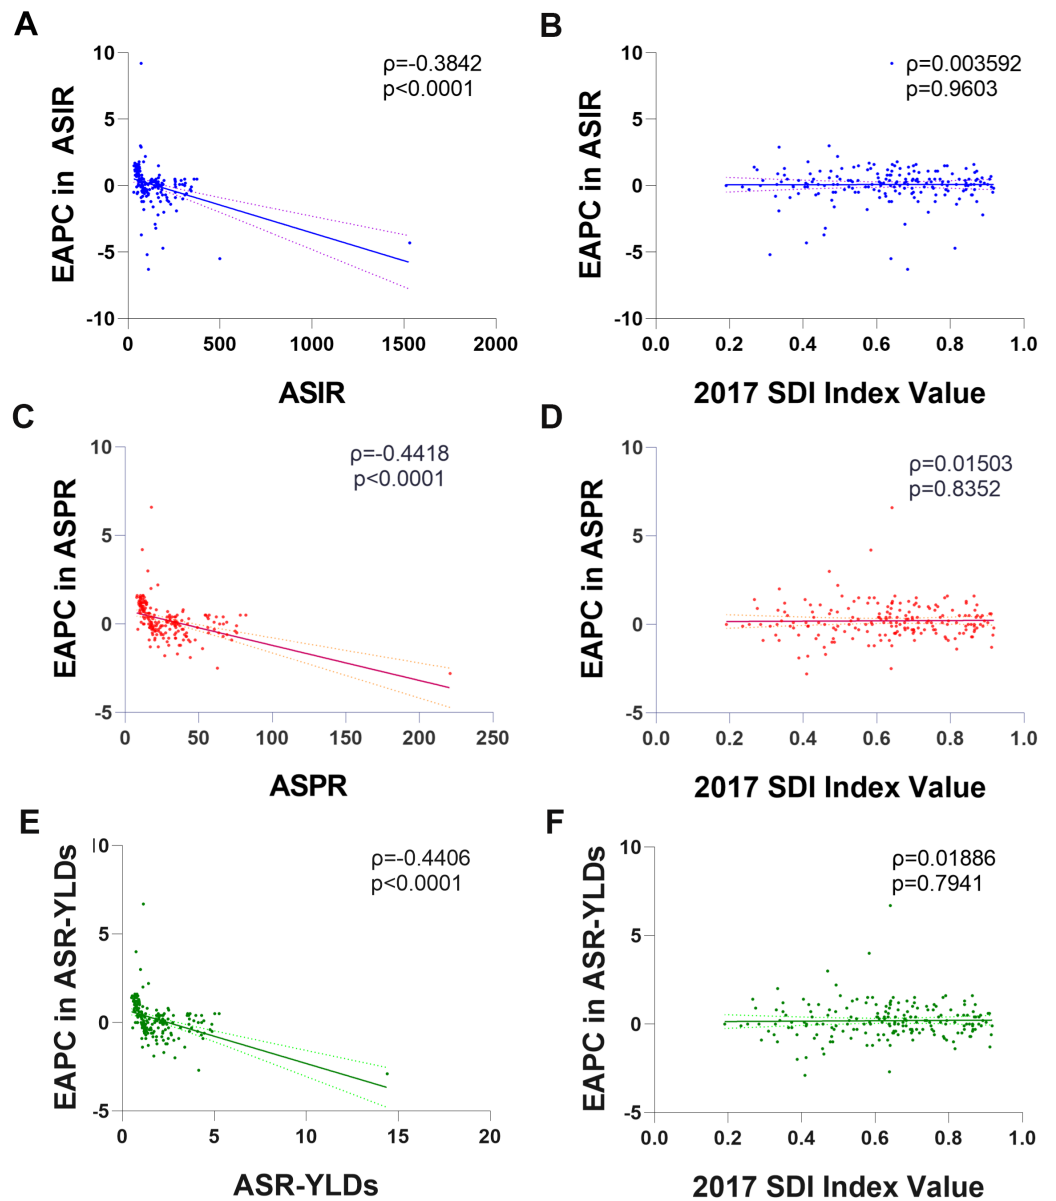 A
EAPC in ASIR
10
5
0
-5
-10
ρ=-0.3842
p<0.0001
0
500
1000
1500
2000
ASIR
B
EAPC in ASIR
10
5
0
-5
-10
ρ=0.003592
p=0.9603
0.0
0.2
0.4
0.6
0.8
1.0
2017 SDI Index Value
C
EAPC in ASPR
10
5
0
-5
ρ=-0.4418
p<0.0001
0
50
100
150
200
250
ASPR
D
EAPC in ASPR
10
5
0
-5
ρ=0.01503
p=0.8352
0.0
0.2
0.4
0.6
0.8
1.0
2017 SDI Index Value
E
EAPC in ASR-YLDs
10
5
0
-5
ρ=-0.4406
p<0.0001
0
5
10
15
20
ASR-YLDs
F
EAPC in ASR-YLDs
10
5
0
-5
ρ=0.01886
p=0.7941
0.0
0.2
0.4
0.6
0.8
1.0
2017 SDI Index Value